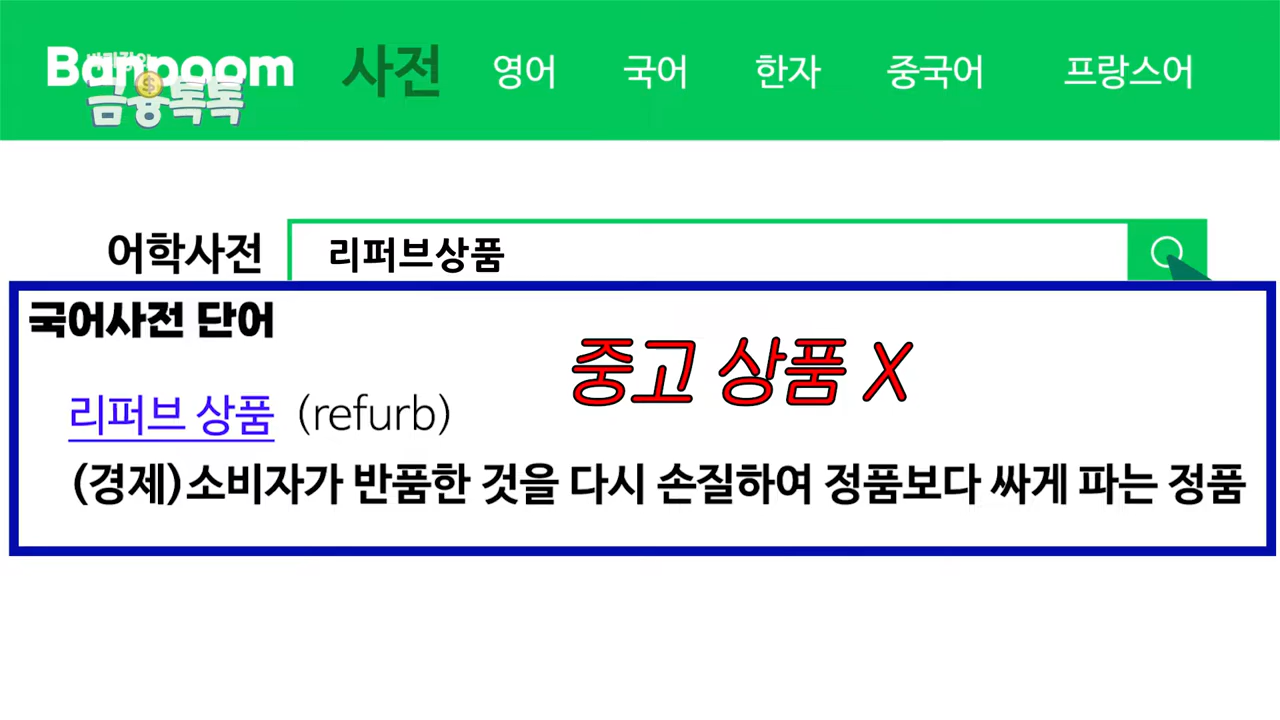 Banpoom 사전 영어 국어 한자 중국어 프랑스어
금융톡톡
어학사전 리퍼브상품
국어사전 단어
중고 상품 X
리퍼브 상품 (refurb)
(경제)소비자가 반품한 것을 다시 손질하여 정품보다 싸게 파는 정품